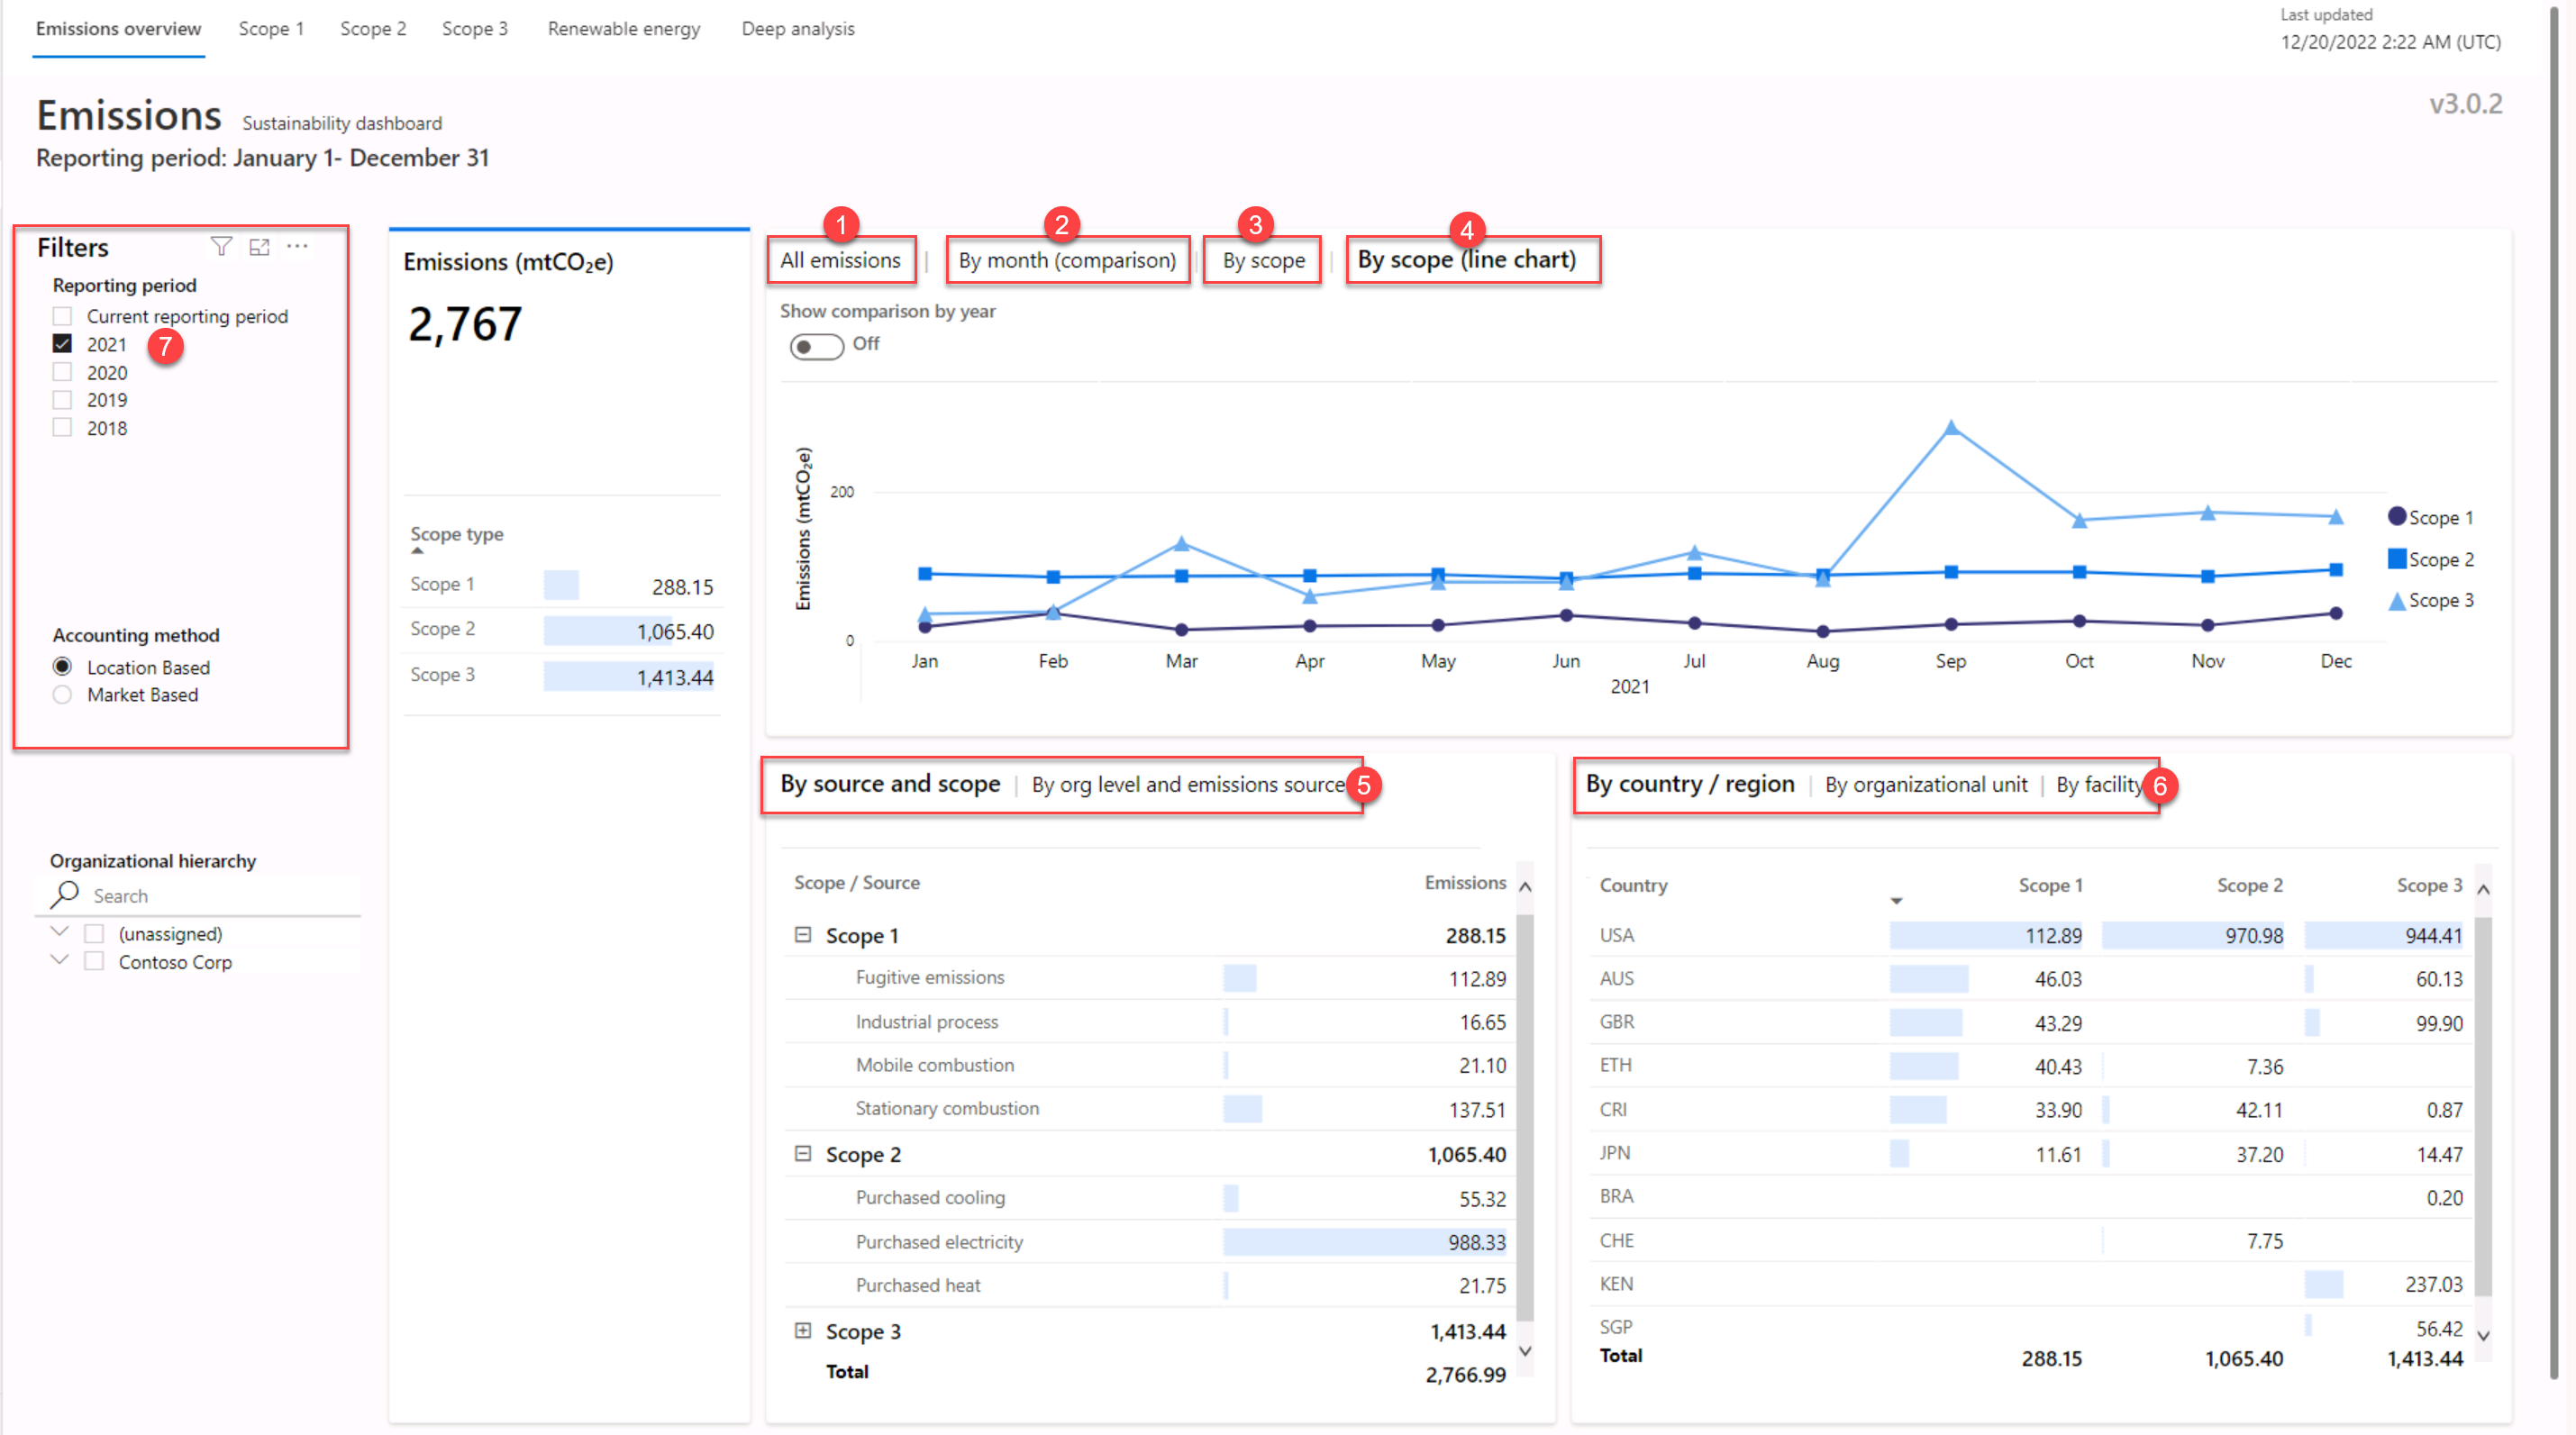 Emissions overview Scope 1 Scope 2 Scope 3 Renewable energy Deep analysis
Last updated
12/20/2022 2:22 AM (UTC)
Emissions Sustainability dashboard
v3.0.2
Reporting period: January 1- December 31
Filters
Reporting period
Current reporting period
2021 7
2020
2019
2018
Accounting method
Location Based
Market Based
Organizational hierarchy
Search
(unassigned)
Contoso Corp
Emissions (mtCO₂e)
2,767
Scope type
Scope 1 288.15
Scope 2 1,065.40
Scope 3 1,413.44
1 2 3 4
All emissions | By month (comparison) | By scope | By scope (line chart)
Show comparison by year
Off
Emissions (mtCO₂e)
200
0
Jan Feb Mar Apr May Jun Jul Aug Sep Oct Nov Dec
2021
Scope 1
Scope 2
Scope 3
By source and scope | By org level and emissions source 5
Scope / Source Emissions
Scope 1 288.15
Fugitive emissions 112.89
Industrial process 16.65
Mobile combustion 21.10
Stationary combustion 137.51
Scope 2 1,065.40
Purchased cooling 55.32
Purchased electricity 988.33
Purchased heat 21.75
Scope 3 1,413.44
Total 2,766.99
By country / region | By organizational unit | By facility 6
Country Scope 1 Scope 2 Scope 3
USA 112.89 970.98 944.41
AUS 46.03 60.13
GBR 43.29 99.90
ETH 40.43 7.36
CRI 33.90 42.11 0.87
JPN 11.61 37.20 14.47
BRA 0.20
CHE 7.75
KEN 237.03
SGP 56.42
Total 288.15 1,065.40 1,413.44